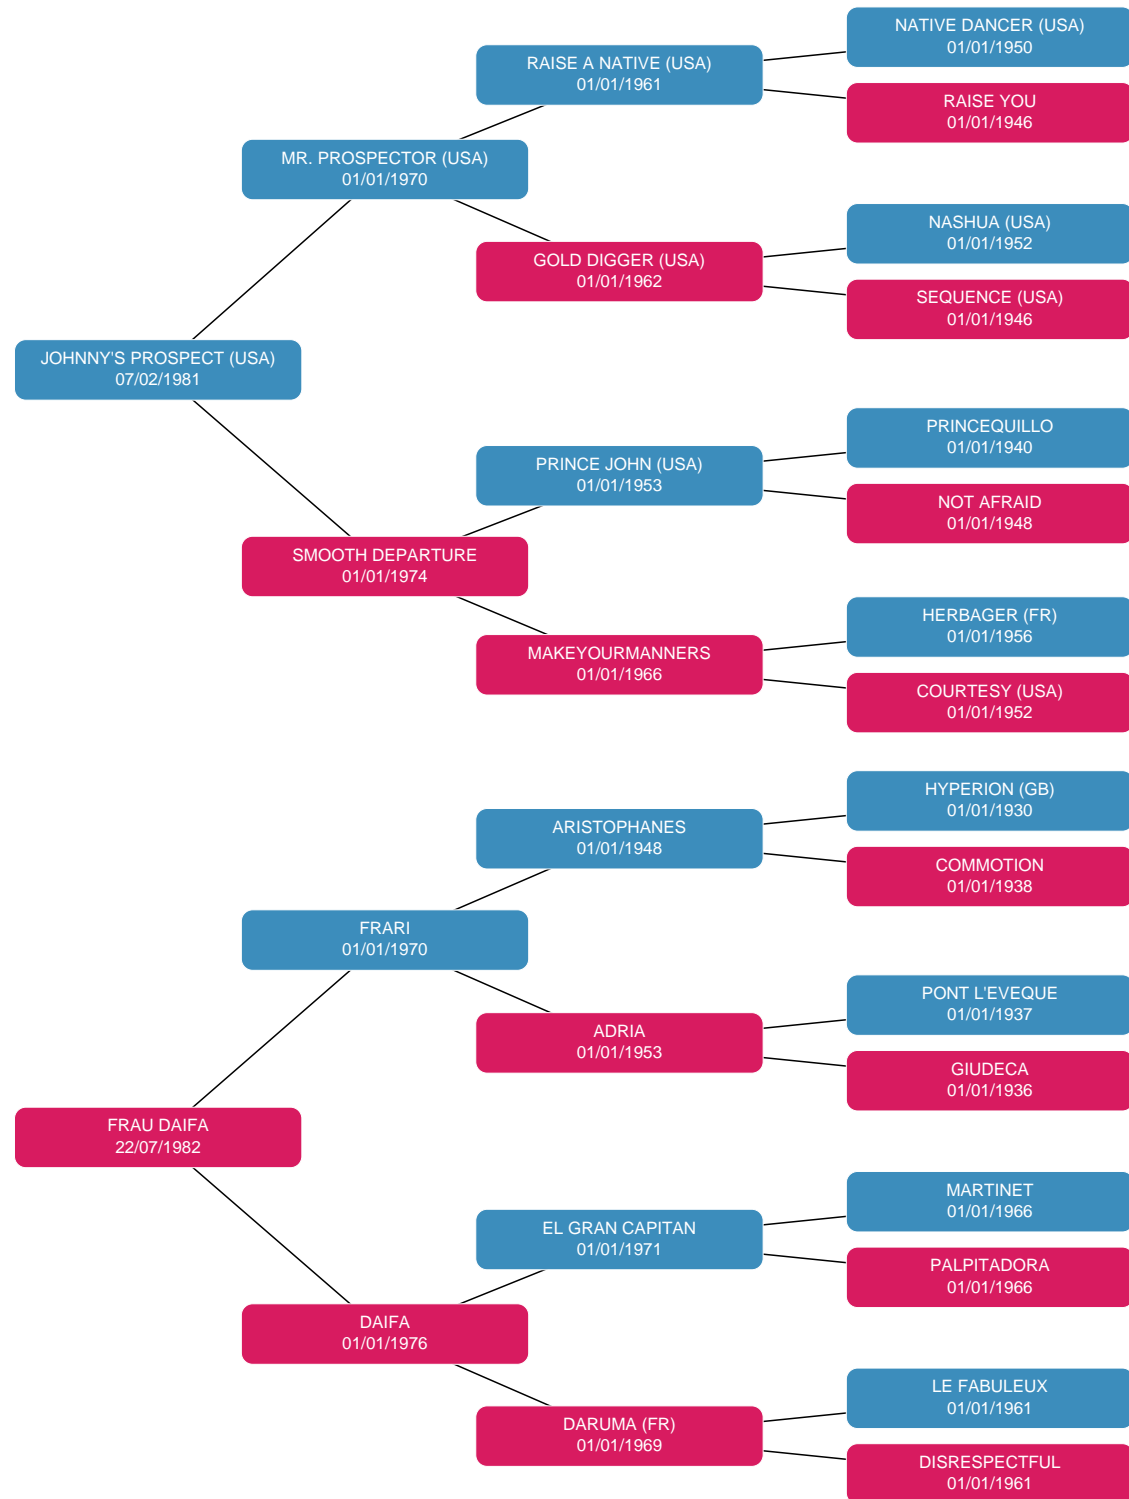 NATIVE DANCER (USA)
01/01/1950
RAISE A NATIVE (USA)
01/01/1961
RAISE YOU
01/01/1946
MR. PROSPECTOR (USA)
01/01/1970
NASHUA (USA)
01/01/1952
GOLD DIGGER (USA)
01/01/1962
SEQUENCE (USA)
01/01/1946
JOHNNY'S PROSPECT (USA)
07/02/1981
PRINCEQUILLO
01/01/1940
PRINCE JOHN (USA)
01/01/1953
NOT AFRAID
01/01/1948
SMOOTH DEPARTURE
01/01/1974
HERBAGER (FR)
01/01/1956
MAKEYOURMANNERS
01/01/1966
COURTESY (USA)
01/01/1952
HYPERION (GB)
01/01/1930
ARISTOPHANES
01/01/1948
COMMOTION
01/01/1938
FRARI
01/01/1970
PONT L'EVEQUE
01/01/1937
ADRIA
01/01/1953
GIUDECA
01/01/1936
FRAU DAIFA
22/07/1982
MARTINET
01/01/1966
EL GRAN CAPITAN
01/01/1971
PALPITADORA
01/01/1966
DAIFA
01/01/1976
LE FABULEUX
01/01/1961
DARUMA (FR)
01/01/1969
DISRESPECTFUL
01/01/1961